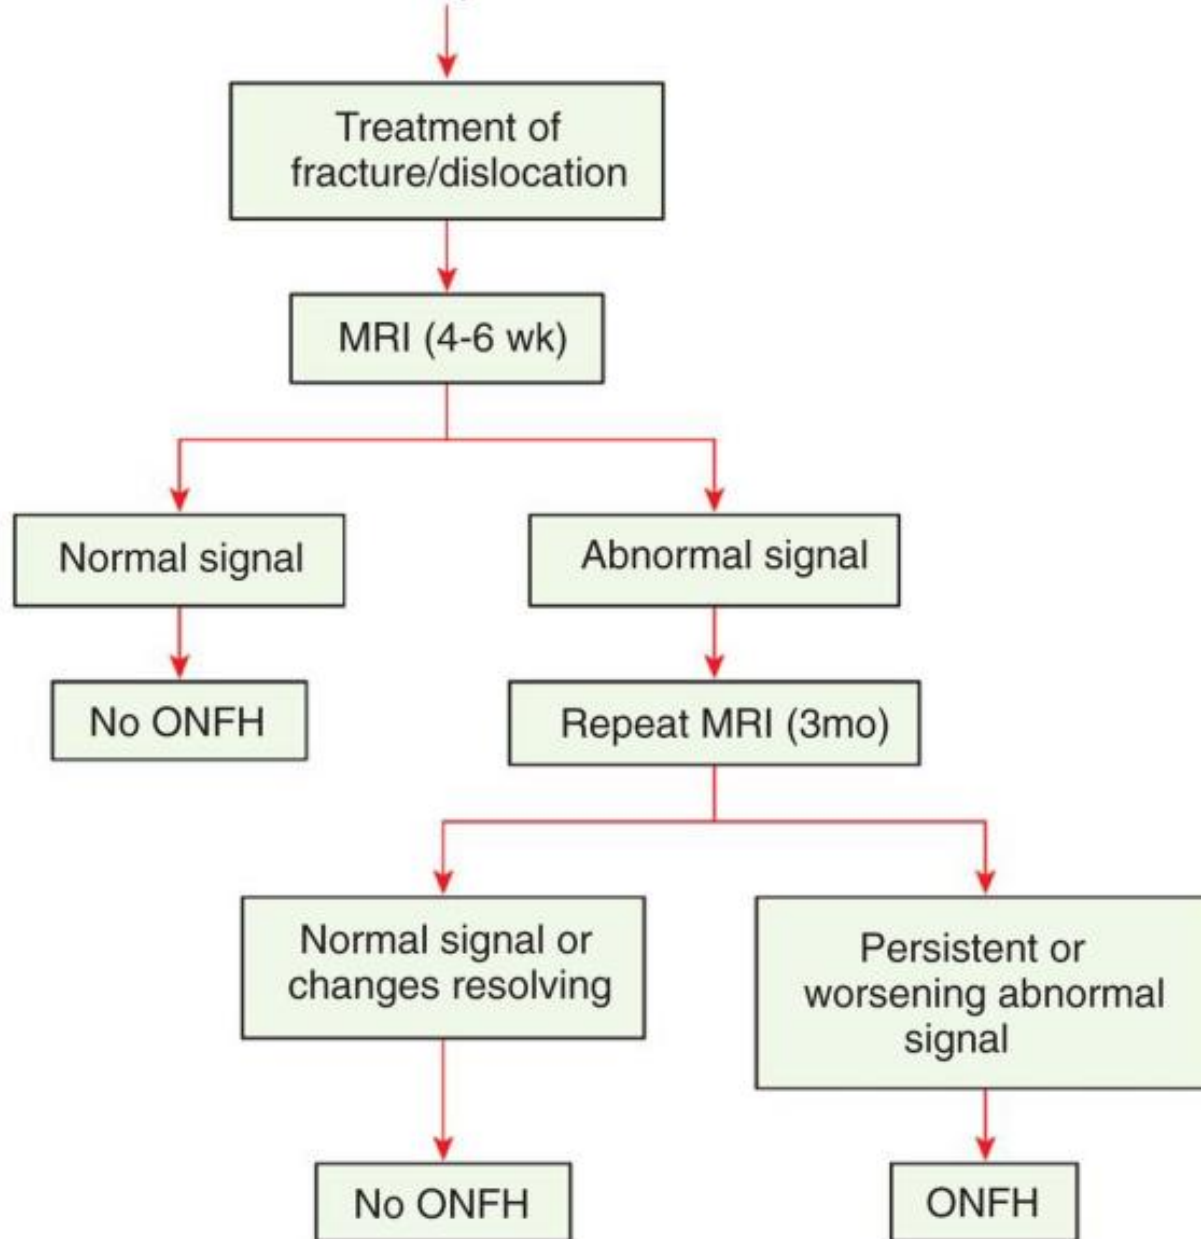 Treatment of
fracture/dislocation
MRI (4-6 wk)
Normal signal
Abnormal signal
No ONFH
Repeat MRI (3mo)
Normal signal or
changes resolving
Persistent or
worsening abnormal
signal
No ONFH
ONFH